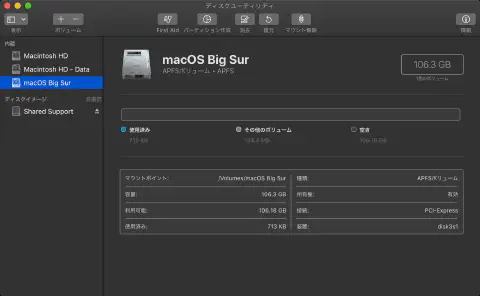 ディスクユーティリティ
表示
ボリューム
First Aid
パーティション作成
消去
復元
マウント解除
情報
内蔵
Macintosh HD
Macintosh HD - Data
macOS Big Sur
ディスクイメージ
Shared Support
macOS Big Sur
APFSボリューム • APFS
106.3 GB
使用済み
713 KB
その他のボリューム
空き
106.18 GB
マウントポイント:
/Volumes/macOS Big Sur
種類:
APFSボリューム
容量:
106.3 GB
所有権:
有効
利用可能:
106.18 GB
接続:
PCI-Express
使用済み:
713 KB
装置:
disk3s1